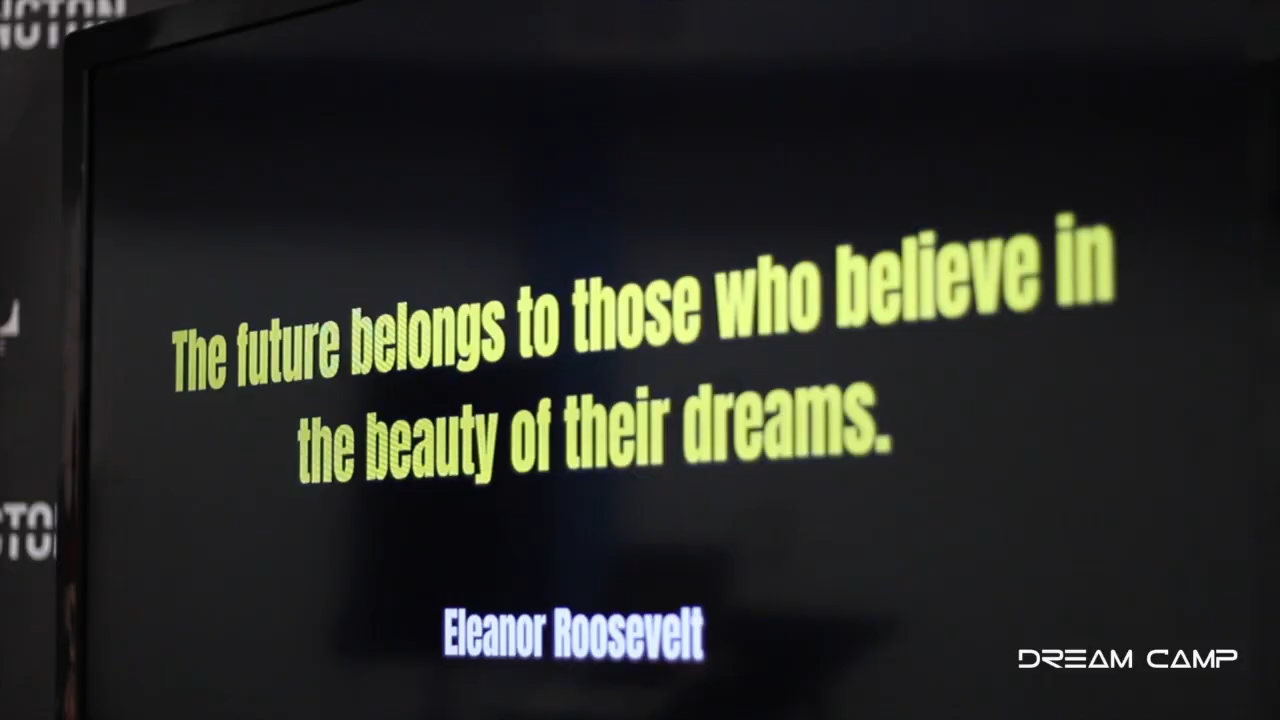 The future belongs to those who believe in
the beauty of their dreams.
Eleanor Roosevelt
DREAM CAMP